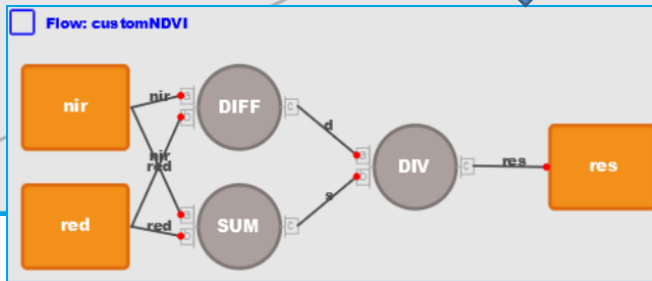 Flow: customNDVI
nir
nir
a
b
DIFF
c
d
nir
red
a
b
DIV
c
res
res
red
red
a
b
SUM
c
s